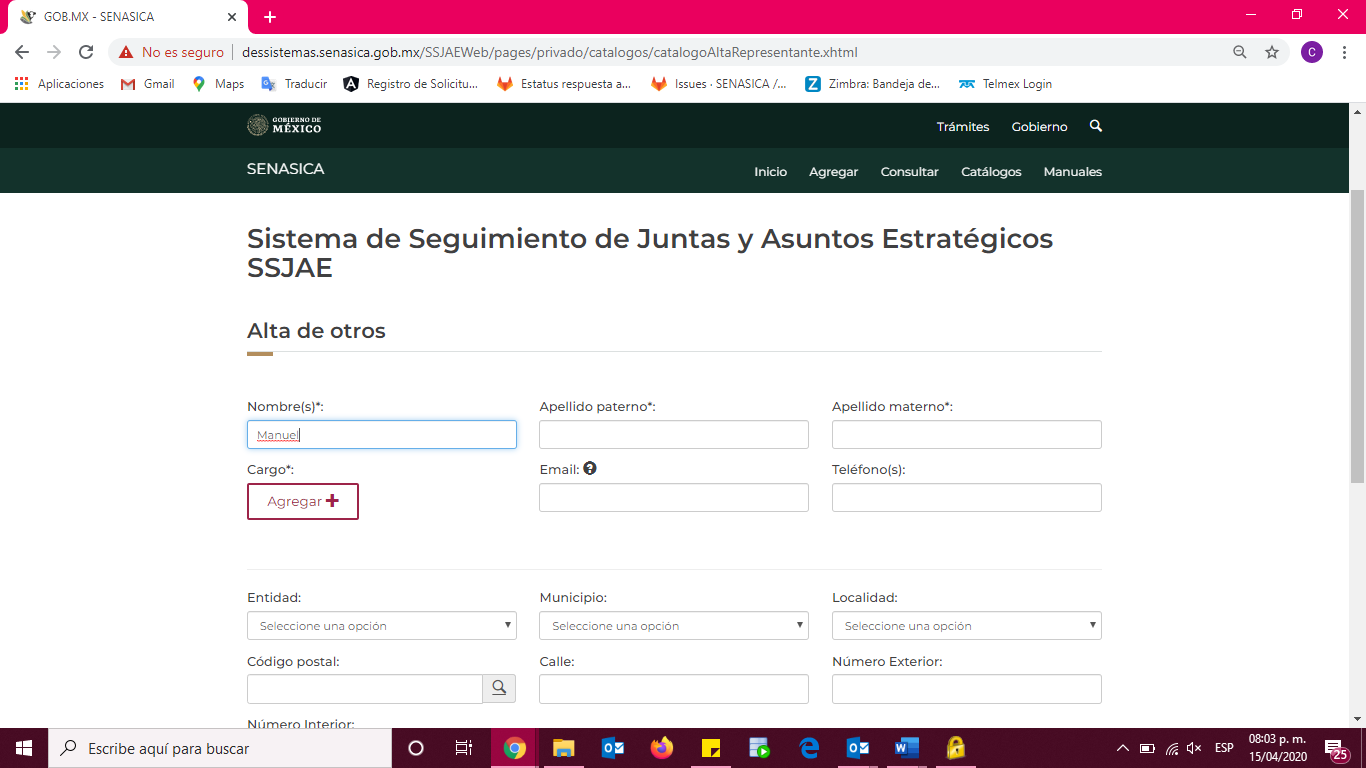 GOB.MX - SENASICA
No es seguro
dessistemas.senasica.gob.mx/SSJAEWeb/pages/privado/catalogos/catalogoAltaRepresentante.xhtml
C
Aplicaciones
Gmail
Maps
Traducir
Registro de Solicitu...
Estatus respuesta a...
Issues · SENASICA /...
Zimbra: Bandeja de...
Telmex Login
GOBIERNO DE
MÉXICO
Trámites
Gobierno
SENASICA
Inicio
Agregar
Consultar
Catálogos
Manuales
Sistema de Seguimiento de Juntas y Asuntos Estratégicos
SSJAE
Alta de otros
Nombre(s)*:
Apellido paterno*:
Apellido materno*:
Manuel
Cargo*:
Email:
Teléfono(s):
Agregar
Entidad:
Municipio:
Localidad:
Seleccione una opción
Seleccione una opción
Seleccione una opción
Código postal:
Calle:
Número Exterior:
Número Interior:
Escribe aquí para buscar
ESP
08:03 p. m.
15/04/2020
25